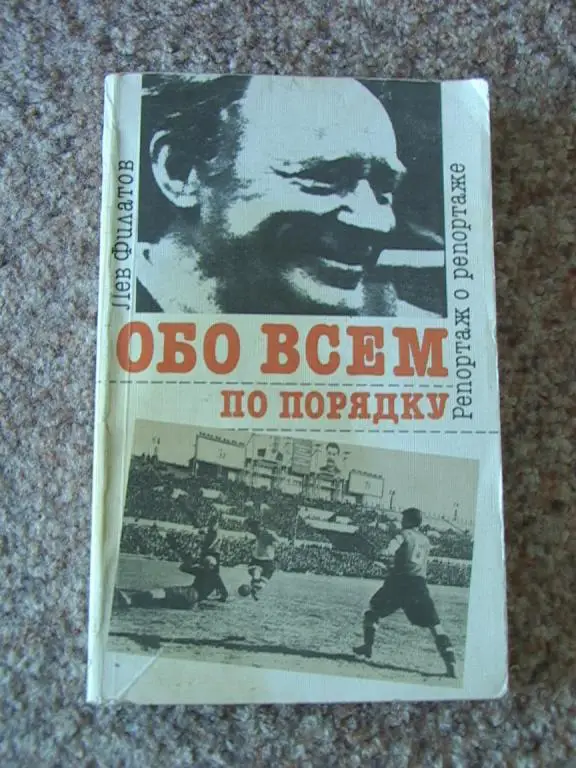 Лев Филатов
ОБО ВСЕМ
ПО ПОРЯДКУ
Репортаж о репортаже